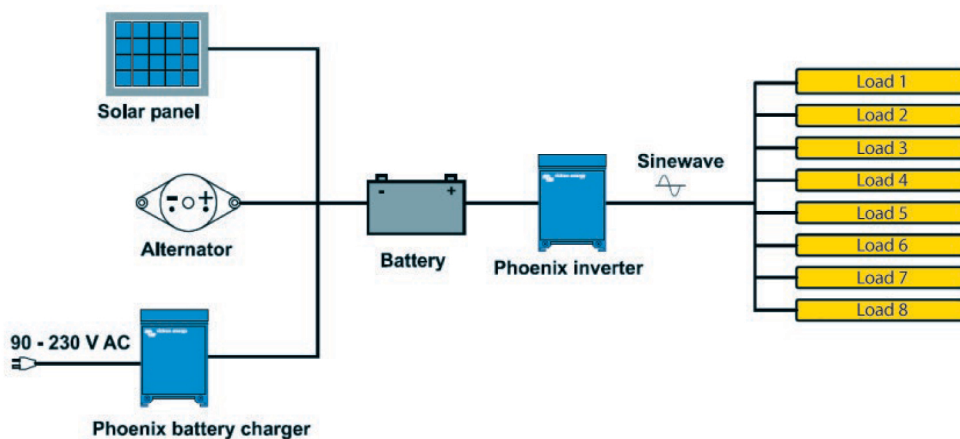 Solar panel
Alternator
90 - 230 V AC
Phoenix battery charger
- +
Battery
- +
Phoenix inverter
Sinewave
Load 1
Load 2
Load 3
Load 4
Load 5
Load 6
Load 7
Load 8